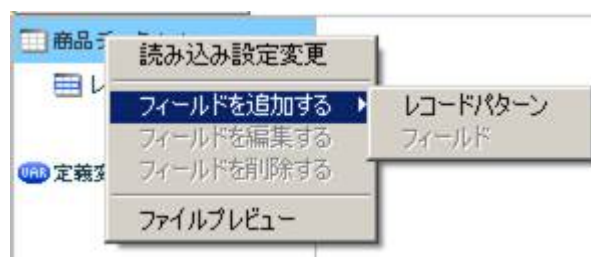 商品デ
読み込み設定変更
レ
フィールドを追加する
レコードパターン
フィールドを編集する
フィールド
VAR 定義変
フィールドを削除する
ファイルプレビュー